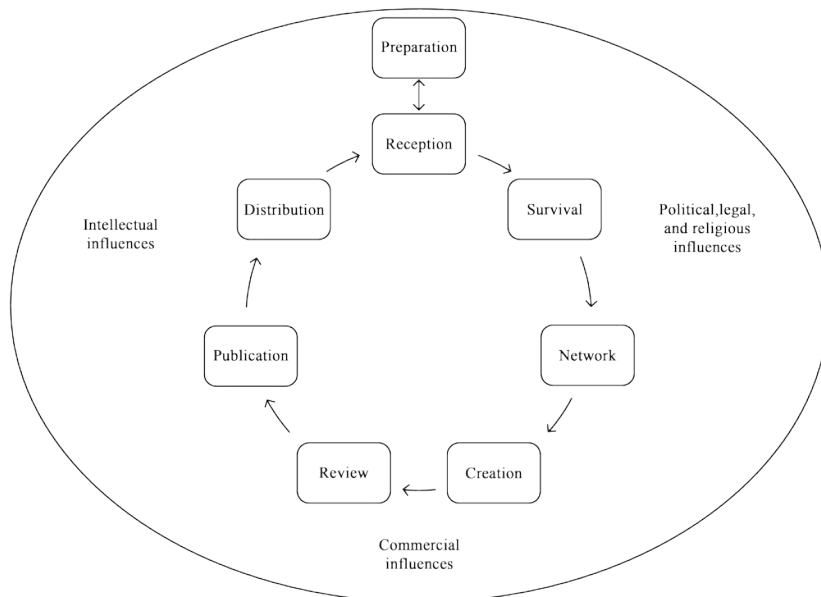 Preparation
Reception
Distribution
Survival
Intellectual
influences
Political,legal,
and religious
influences
Publication
Network
Review
Creation
Commercial
influences